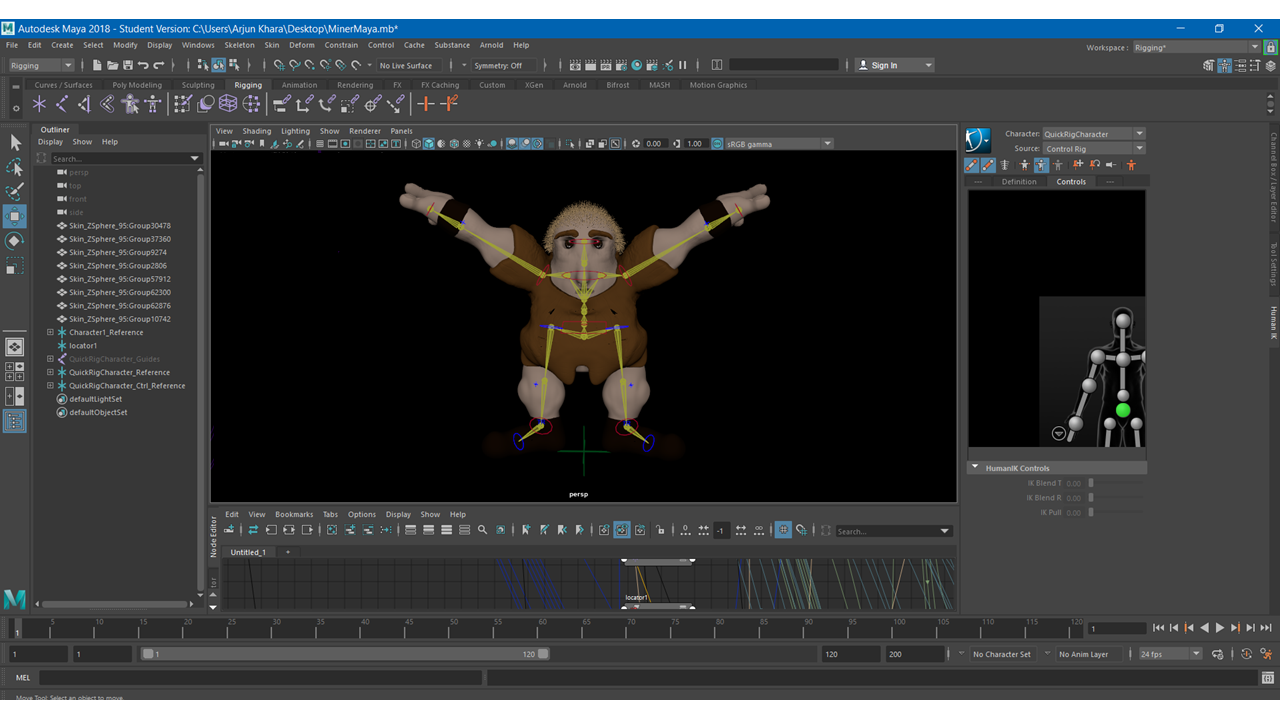 Autodesk Maya 2018 - Student Version: C:\Users\Arjun Khara\Desktop\MinerMaya.mb*
File Edit Create Select Modify Display Windows Skeleton Skin Deform Constrain Control Cache Substance Arnold Help
Workspace : Rigging*
Rigging No Live Surface Symmetry: Off Sign In
Curves / Surfaces Poly Modeling Sculpting Rigging Animation Rendering FX FX Caching Custom XGen Arnold Bifrost MASH Motion Graphics
Outliner
Display Show Help
Search...
persp
top
front
side
Skin_ZSphere_95:Group30478
Skin_ZSphere_95:Group37360
Skin_ZSphere_95:Group9274
Skin_ZSphere_95:Group2806
Skin_ZSphere_95:Group57912
Skin_ZSphere_95:Group62300
Skin_ZSphere_95:Group62876
Skin_ZSphere_95:Group10742
Character1_Reference
locator1
QuickRigCharacter_Guides
QuickRigCharacter_Reference
QuickRigCharacter_Ctrl_Reference
defaultLightSet
defaultObjectSet
View Shading Lighting Show Renderer Panels
0.00 1.00 sRGB gamma
persp
Character: QuickRigCharacter
Source: Control Rig
--- Definition Controls ---
HumanIK Controls
IK Blend T 0.00
IK Blend R 0.00
IK Pull 0.00
Channel Box / Layer Editor
Tool Settings
Human IK
Node Editor
Edit View Bookmarks Tabs Options Display Show Help
-1 Search...
Untitled_1 +
locator1
1 5 10 15 20 25 30 35 40 45 50 55 60 65 70 75 80 85 90 95 100 105 110 115 120 1
1 1 1 120 120 200 No Character Set No Anim Layer 24 fps
MEL
Move Tool: Select an object to move.